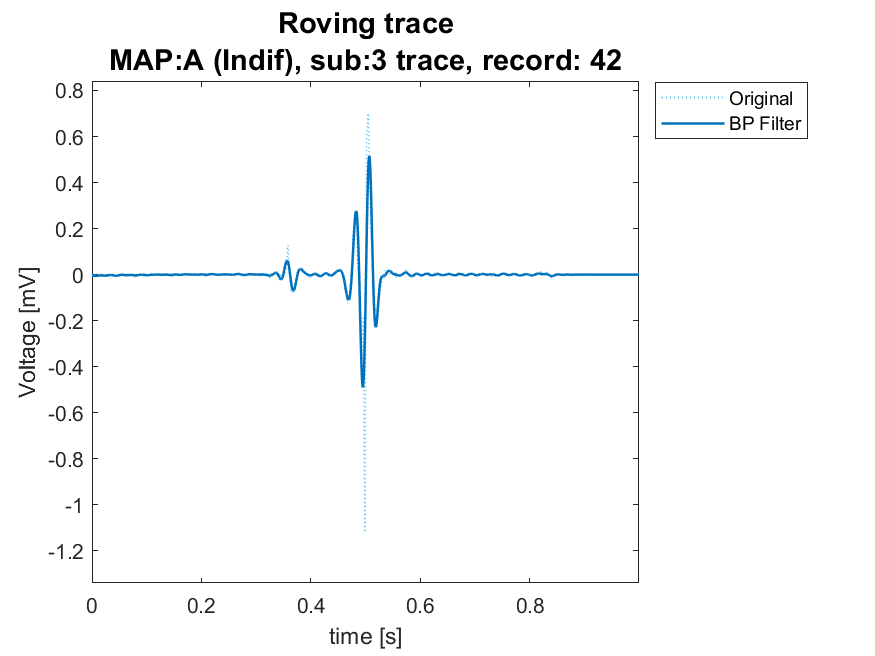 Roving trace
MAP:A (Indif), sub:3 trace, record: 42
Original
BP Filter
0.8
0.6
0.4
0.2
0
-0.2
-0.4
-0.6
-0.8
-1
-1.2
Voltage [mV]
0 0.2 0.4 0.6 0.8
time [s]